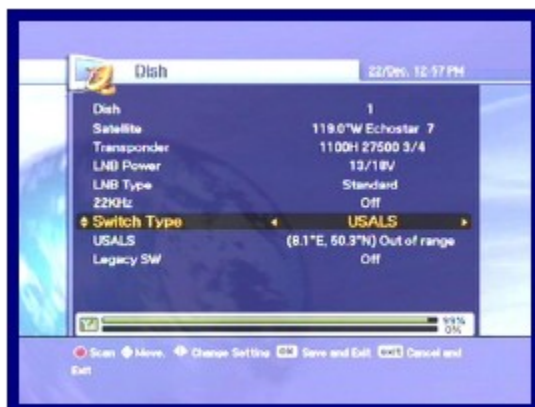 Dish 22/Dec. 12:57 PM
Dish 1
Satellite 119.0°W Echostar 7
Transponder 1100H 27500 3/4
LNB Power 13/18V
LNB Type Standard
22KHz Off
Switch Type USALS
USALS (8.1°E, 50.3°N) Out of range
Legacy SW Off
99%
0%
Scan Move. Change Setting OK Save and Exit exit Cancel and
Exit